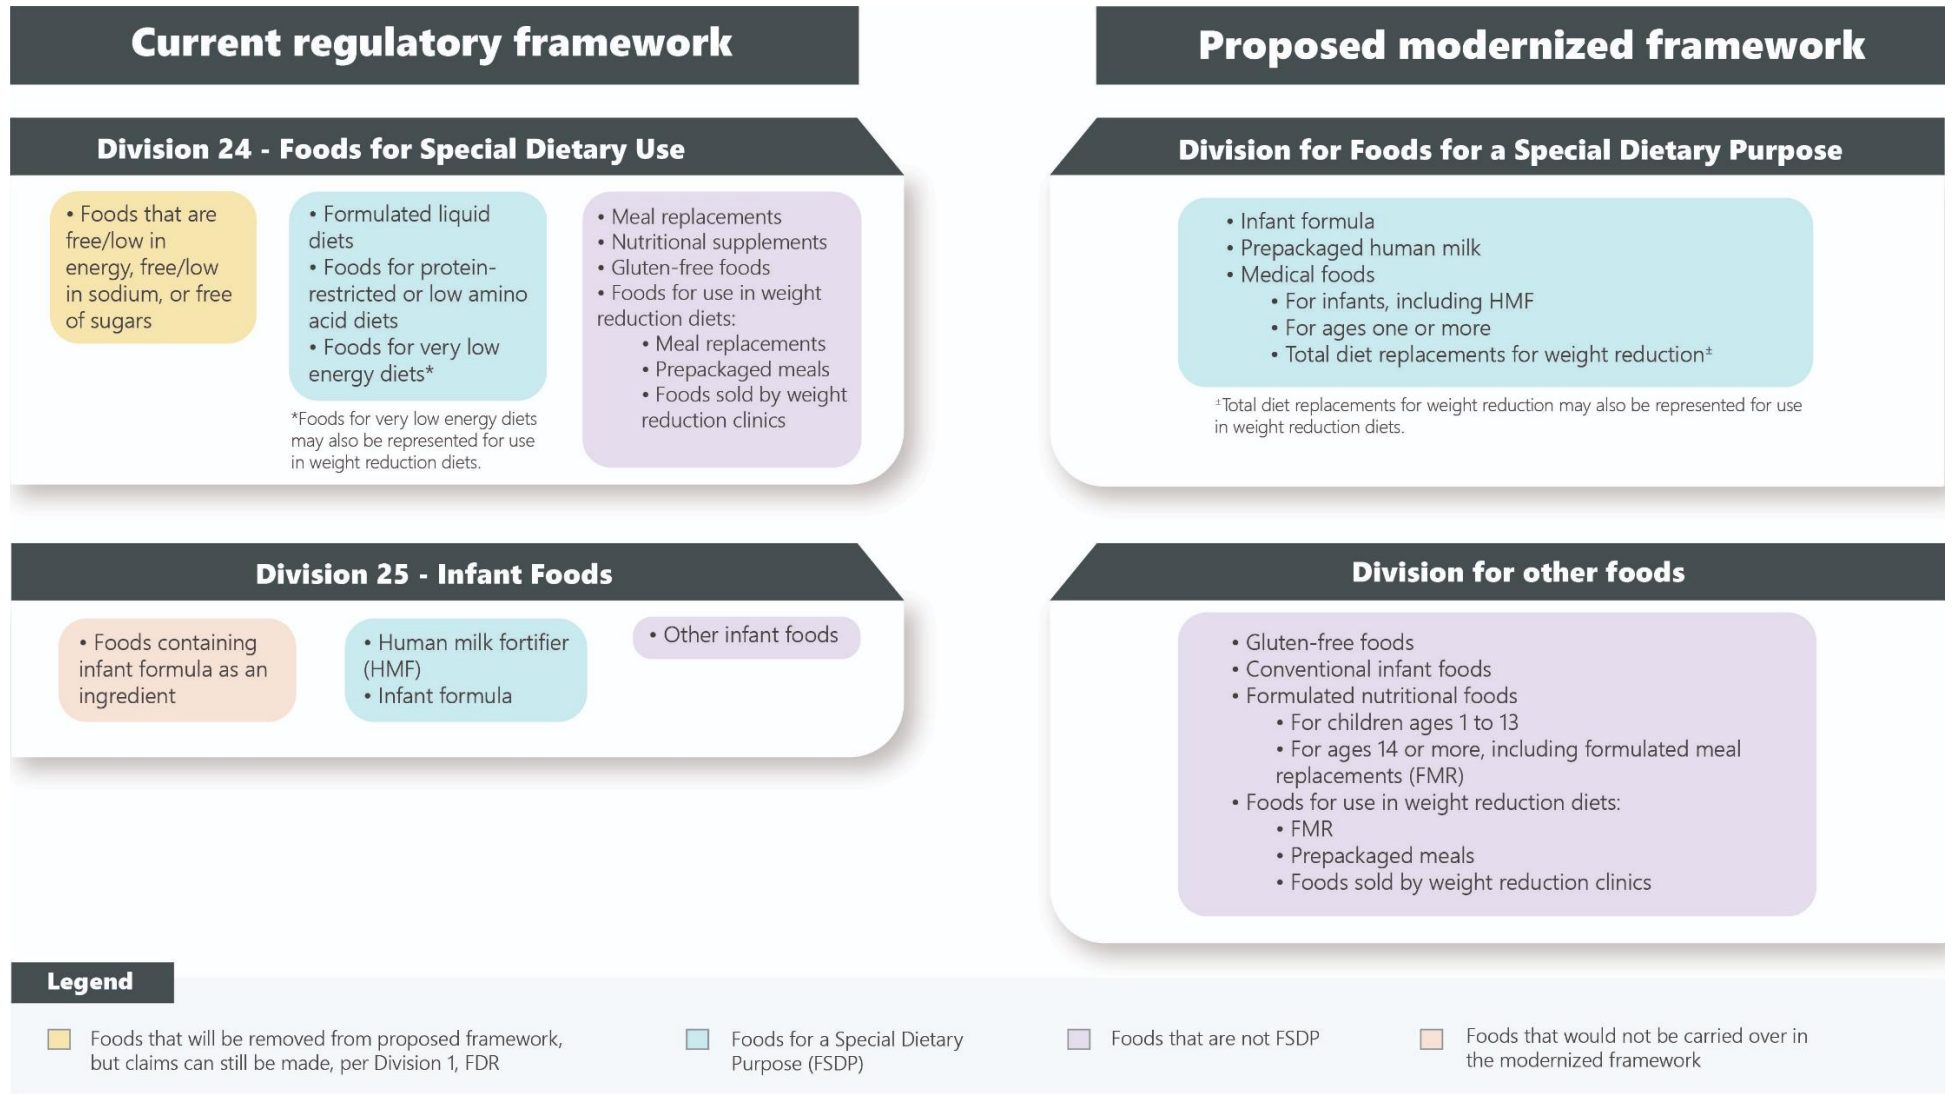 Current regulatory framework
Division 24 - Foods for Special Dietary Use
• Foods that are
free/low in
energy, free/low
in sodium, or free
of sugars
• Formulated liquid
diets
• Foods for protein-
restricted or low amino
acid diets
• Foods for very low
energy diets*
*Foods for very low energy diets
may also be represented for use
in weight reduction diets.
• Meal replacements
• Nutritional supplements
• Gluten-free foods
• Foods for use in weight
reduction diets:
• Meal replacements
• Prepackaged meals
• Foods sold by weight
reduction clinics
Division 25 - Infant Foods
• Foods containing
infant formula as an
ingredient
• Human milk fortifier
(HMF)
• Infant formula
• Other infant foods
Proposed modernized framework
Division for Foods for a Special Dietary Purpose
• Infant formula
• Prepackaged human milk
• Medical foods
• For infants, including HMF
• For ages one or more
• Total diet replacements for weight reduction±
±Total diet replacements for weight reduction may also be represented for use
in weight reduction diets.
Division for other foods
• Gluten-free foods
• Conventional infant foods
• Formulated nutritional foods
• For children ages 1 to 13
• For ages 14 or more, including formulated meal
replacements (FMR)
• Foods for use in weight reduction diets:
• FMR
• Prepackaged meals
• Foods sold by weight reduction clinics
Legend
Foods that will be removed from proposed framework,
but claims can still be made, per Division 1, FDR
Foods for a Special Dietary
Purpose (FSDP)
Foods that are not FSDP
Foods that would not be carried over in
the modernized framework